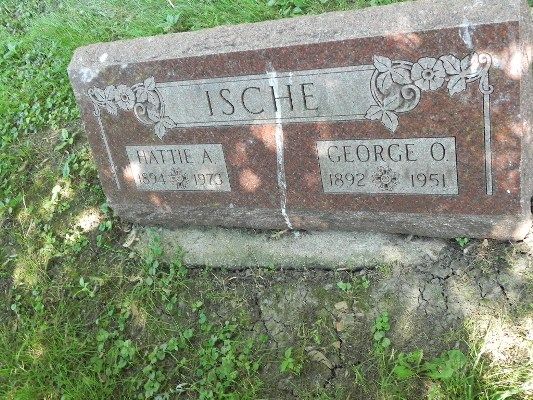 ISCHE
HATTIE A.
1894 1973
GEORGE O.
1892 1951